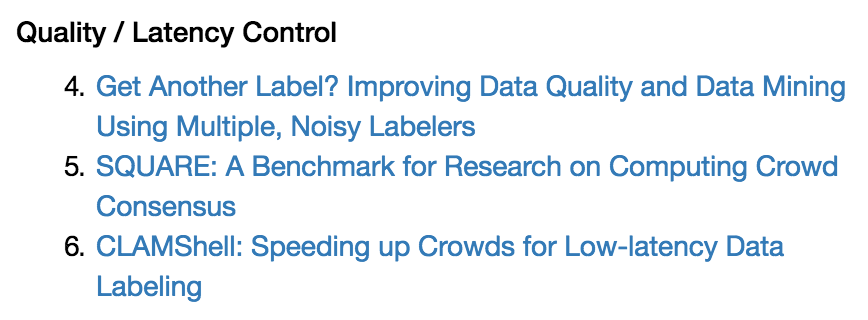 Quality / Latency Control
4. Get Another Label? Improving Data Quality and Data Mining
Using Multiple, Noisy Labelers
5. SQUARE: A Benchmark for Research on Computing Crowd
Consensus
6. CLAMShell: Speeding up Crowds for Low-latency Data
Labeling